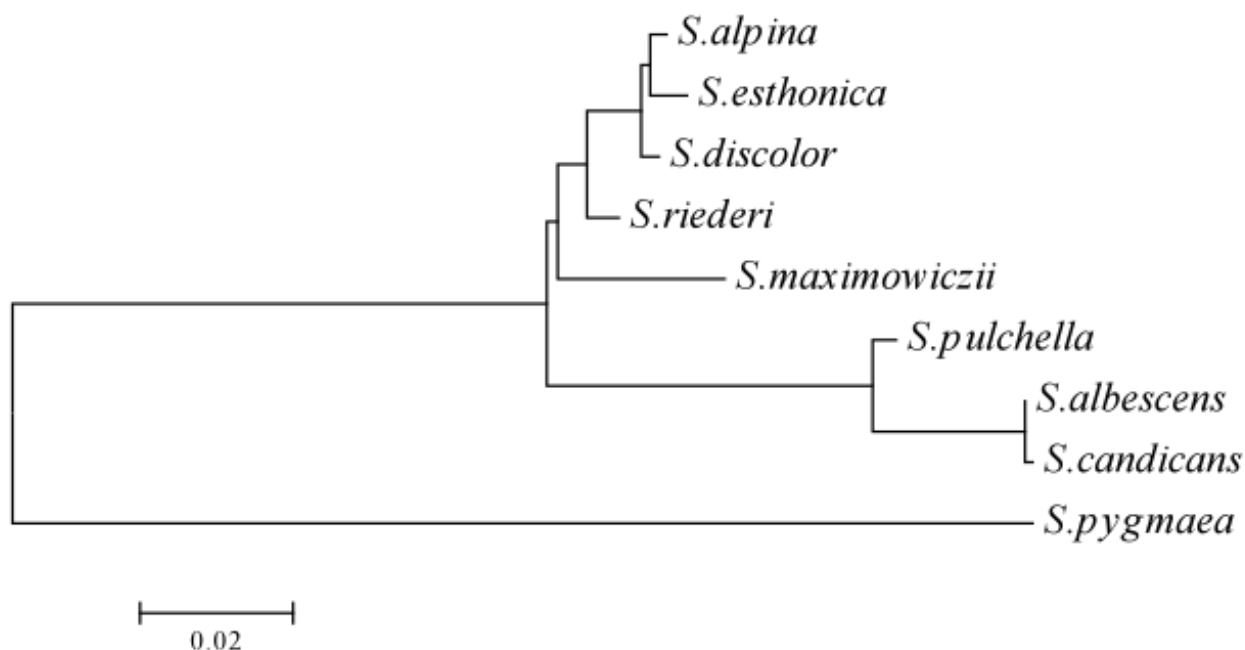 S.alpina
S.esthonica
S.discolor
S.riederi
S.maximowiczii
S.pulchella
S.albescens
S.candicans
S.pygmaea
0.02